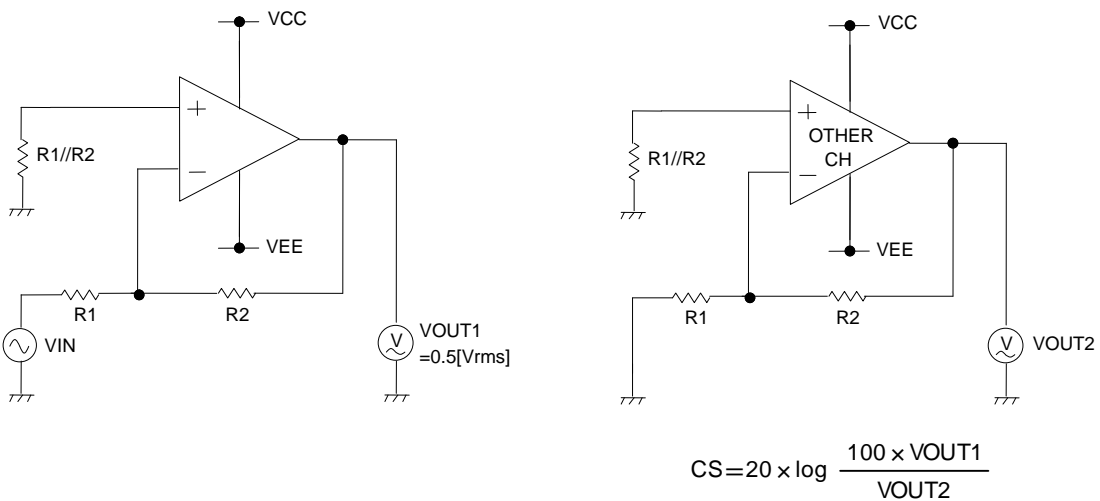 VCC
+
R1//R2
−
VEE
R1
R2
VIN
VOUT1
=0.5[Vrms]
V
VCC
+
OTHER
CH
R1//R2
−
VEE
R1
R2
V
VOUT2
CS=20×log 100×VOUT1
VOUT2